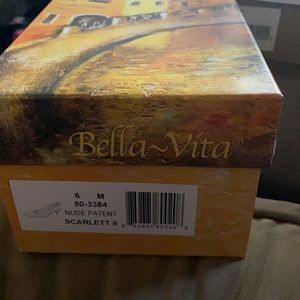 Bella~Vita®
6 M
50-3384
NUDE PATENT
SCARLETT II